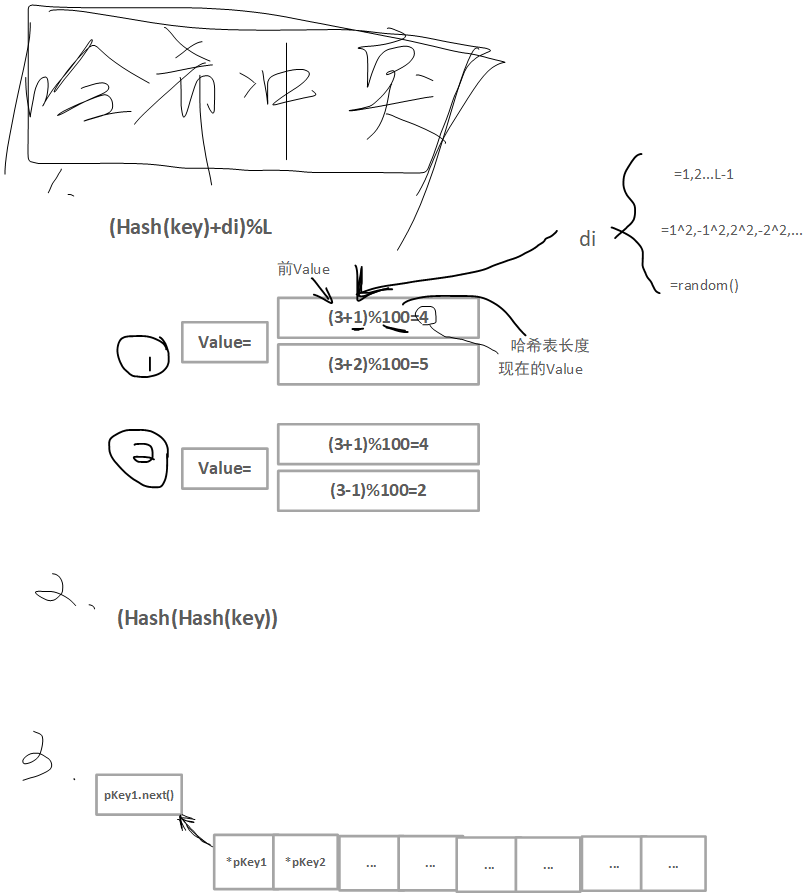 哈希冲突
1.
(Hash(key)+di)%L
=1,2...L-1
di
=1^2,-1^2,2^2,-2^2,...
=random()
前Value
1
Value=
(3+1)%100=4
(3+2)%100=5
哈希表长度
现在的Value
2
Value=
(3+1)%100=4
(3-1)%100=2
2.
(Hash(Hash(key))
3.
pKey1.next()
*pKey1 *pKey2 ... ... ... ... ... ...